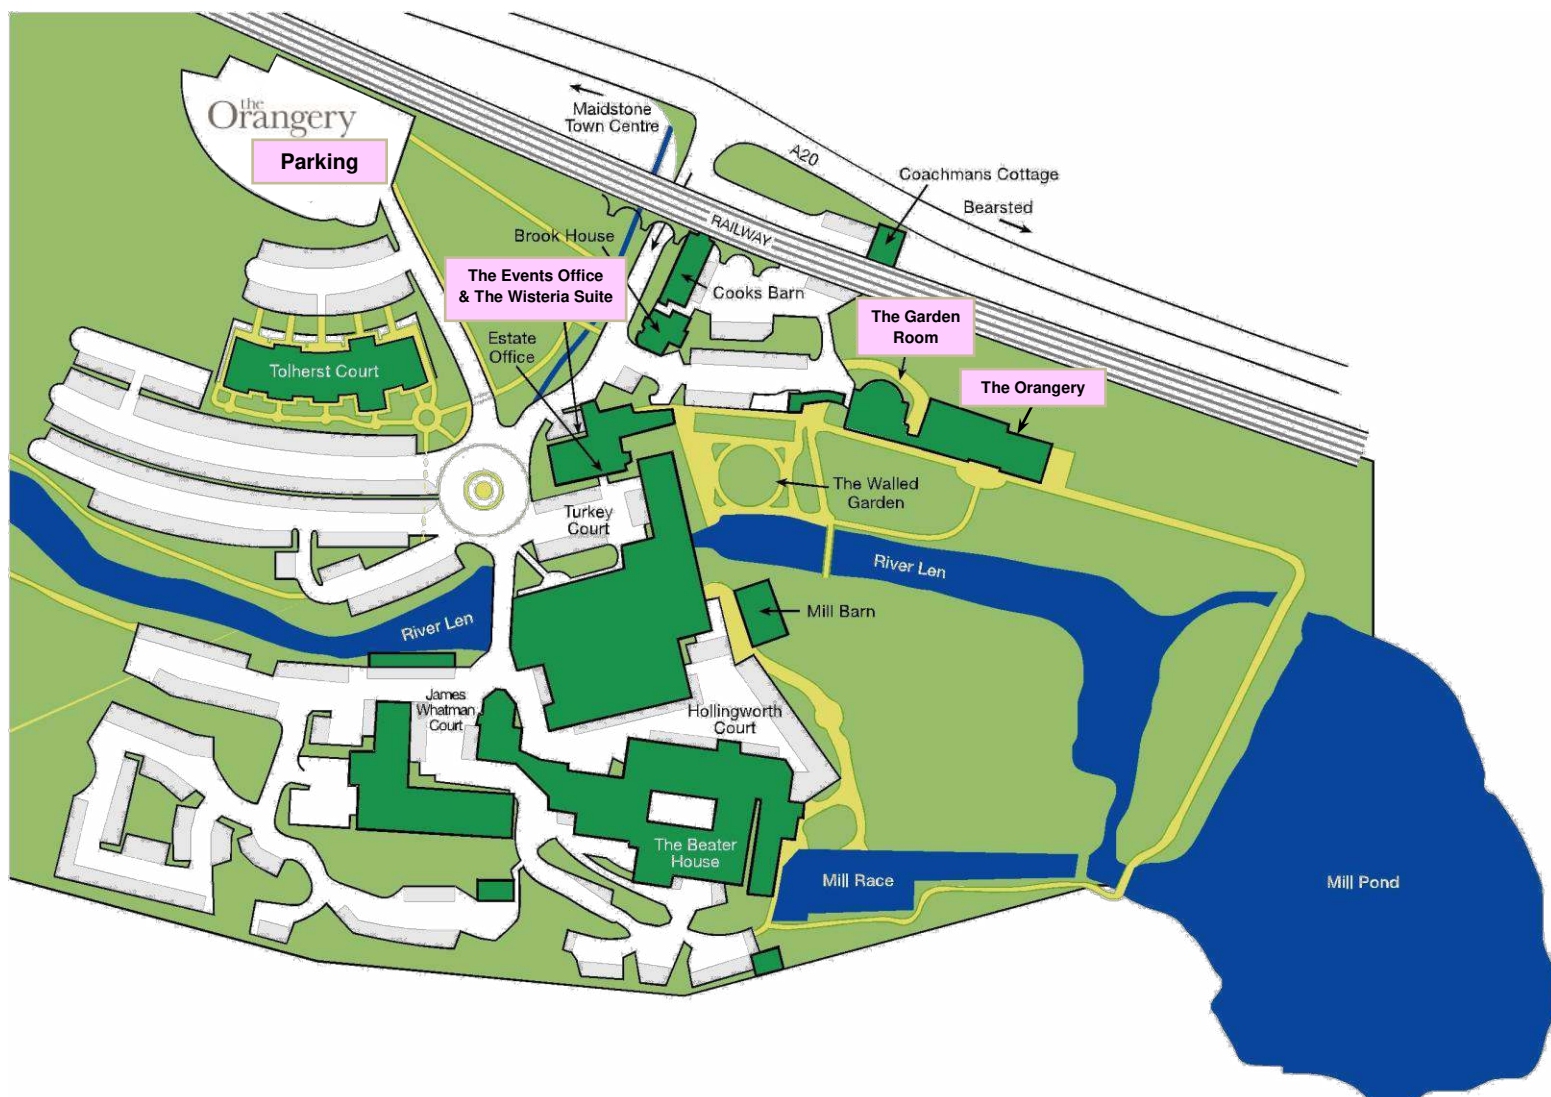 the
Orangery
Parking
Maidstone
Town Centre
A20
Coachmans Cottage
Bearsted
RAILWAY
Brook House
The Events Office
& The Wisteria Suite
Cooks Barn
The Garden
Room
Estate
Office
Tolherst Court
The Orangery
The Walled
Garden
Turkey
Court
River Len
Mill Barn
River Len
James
Whatman
Court
Hollingworth
Court
The Beater
House
Mill Race
Mill Pond